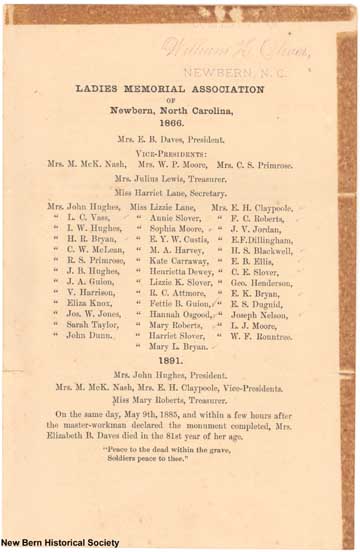 William H. Oliver,
NEWBERN, N. C.
LADIES MEMORIAL ASSOCIATION
OF
Newbern, North Carolina,
1866.
Mrs. E. B. Daves, President.
VICE-PRESIDENTS:
Mrs. M. McK. Nash, Mrs. W. P. Moore, Mrs. C. S. Primrose.
Mrs. Julius Lewis, Treasurer.
Miss Harriet Lane, Secretary.
Mrs. John Hughes, Miss Lizzie Lane, Mrs. E. H. Claypoole,
" L. C. Vass, " Annie Slover, " F. C. Roberts,
" I. W. Hughes, " Sophia Moore, " J. V. Jordan,
" H. R. Bryan, " E. Y. W. Custis, " E.F.Dillingham,
" C. W. McLean, " M. A. Harvey, " H. S. Blackwell,
" R. S. Primrose, " Kate Carraway, " E. B. Ellis,
" J. B. Hughes, " Henrietta Dewey, " C. E. Slover,
" J. A. Guion, " Lizzie K. Slover, " Geo. Henderson,
" V. Harrison, " R. C. Attmore, " E. K. Bryan,
" Eliza Knox, " Fettie B. Guion, " E. S. Duguid,
" Jos. W. Jones, " Hannah Osgood, " Joseph Nelson,
" Sarah Taylor, " Mary Roberts, " L. J. Moore,
" John Dunn. " Harriet Slover, " W. F. Rountree.
" Mary L. Bryan.
1891.
Mrs. John Hughes, President.
Mrs. M. McK. Nash, Mrs. E. H. Claypoole, Vice-Presidents.
Miss Mary Roberts, Treasurer.
On the same day, May 9th, 1885, and within a few hours after
the master-workman declared the monument completed, Mrs.
Elizabeth B. Daves died in the 81st year of her age.
"Peace to the dead within the grave,
Soldiers peace to thee."
New Bern Historical Society